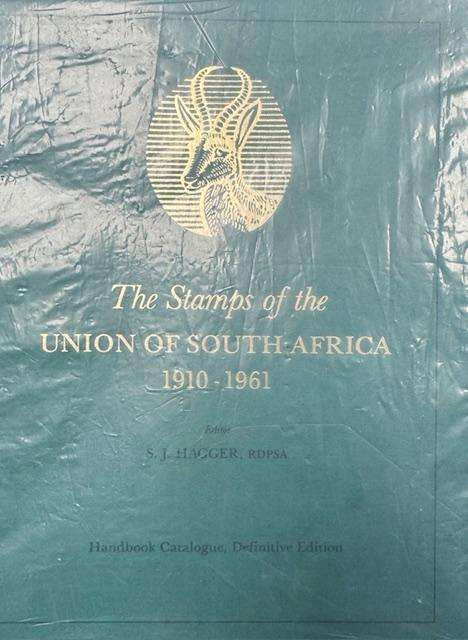 The Stamps of the
UNION OF SOUTH AFRICA
1910-1961
Editor
S. J. HAGGER, RDPSA
Handbook Catalogue, Definitive Edition